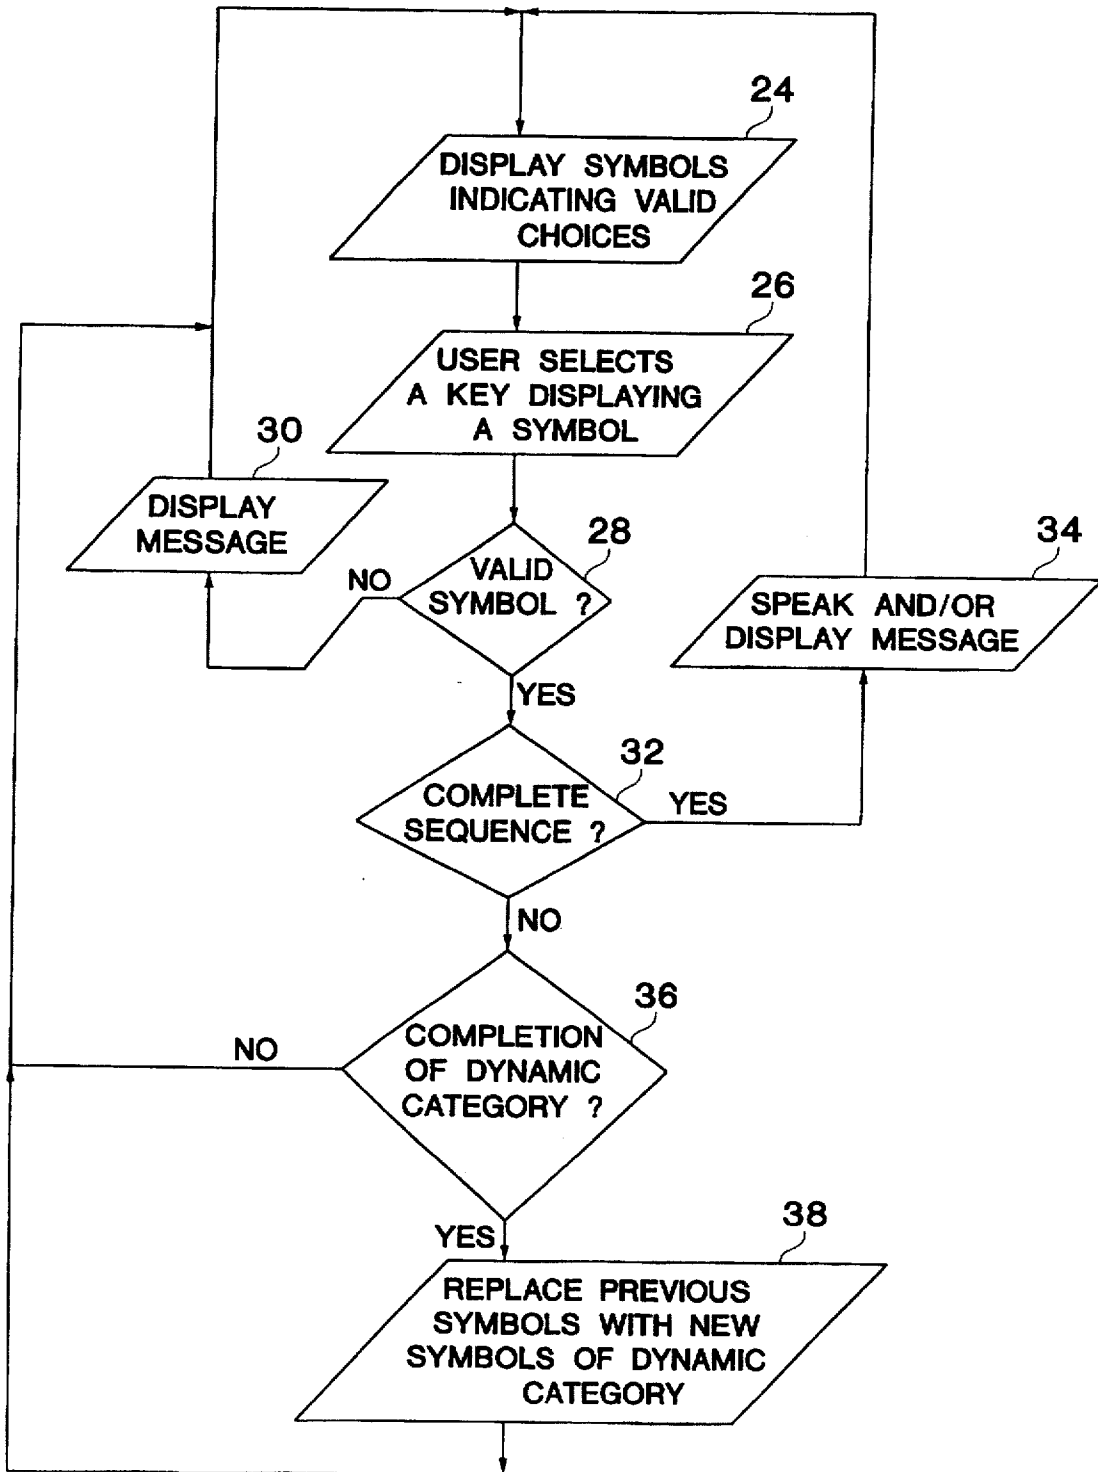 24
DISPLAY SYMBOLS
INDICATING VALID
CHOICES
26
USER SELECTS
A KEY DISPLAYING
A SYMBOL
30
DISPLAY
MESSAGE
28
VALID
SYMBOL ?
NO
YES
34
SPEAK AND/OR
DISPLAY MESSAGE
32
COMPLETE
SEQUENCE ?
YES
NO
36
COMPLETION
OF DYNAMIC
CATEGORY ?
NO
YES
38
REPLACE PREVIOUS
SYMBOLS WITH NEW
SYMBOLS OF DYNAMIC
CATEGORY